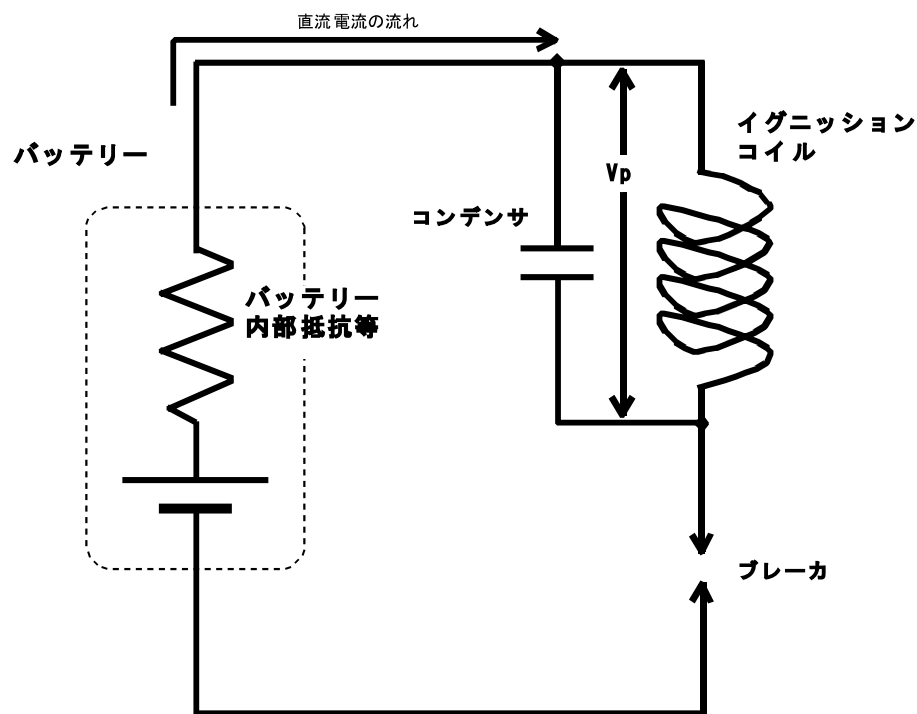 直流電流の流れ
バッテリー
イグニッション
コイル
Vp
コンデンサ
バッテリー
内部抵抗等
ブレーカ